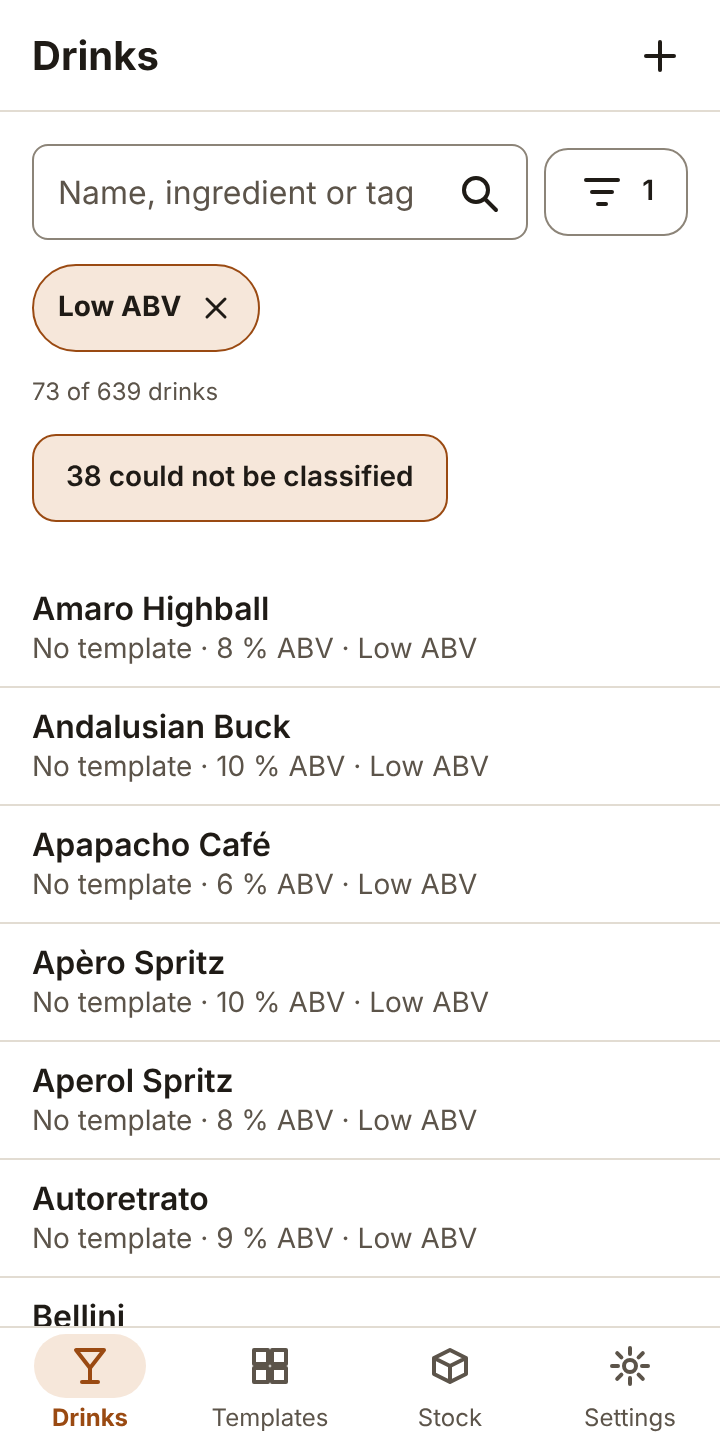 Drinks
Name, ingredient or tag
1
Low ABV
73 of 639 drinks
38 could not be classified
Amaro Highball
No template · 8 % ABV · Low ABV
Andalusian Buck
No template · 10 % ABV · Low ABV
Apapacho Café
No template · 6 % ABV · Low ABV
Apèro Spritz
No template · 10 % ABV · Low ABV
Aperol Spritz
No template · 8 % ABV · Low ABV
Autoretrato
No template · 9 % ABV · Low ABV
Bellini
Drinks Templates Stock Settings